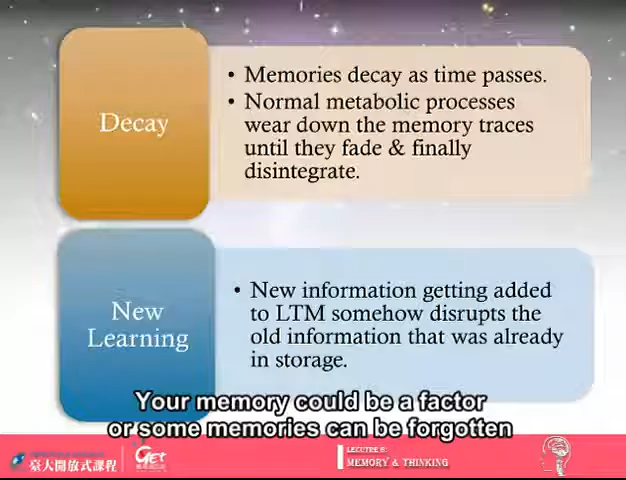 Decay
• Memories decay as time passes.
• Normal metabolic processes
wear down the memory traces
until they fade & finally
disintegrate.
New
Learning
• New information getting added
to LTM somehow disrupts the
old information that was already
in storage.
Your memory could be a factor
or some memories can be forgotten
臺大開放式課程
GET
LECUTRE 6:
MEMORY & THINKING